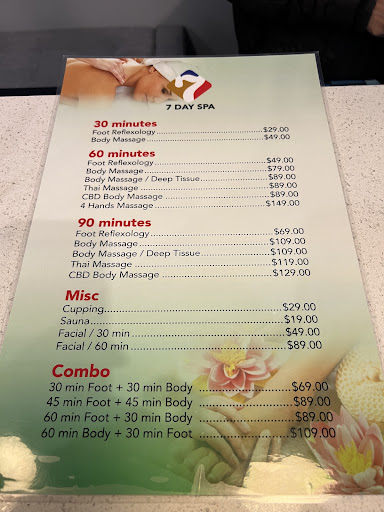 7 DAY SPA
30 minutes
Foot Reflexology..................................$29.00
Body Massage....................................$49.00
60 minutes
Foot Reflexology..................................$49.00
Body Massage....................................$79.00
Body Massage / Deep Tissue....................$89.00
Thai Massage....................................$89.00
CBD Body Massage..............................$89.00
4 Hands Massage................................$149.00
90 minutes
Foot Reflexology..................................$69.00
Body Massage....................................$109.00
Body Massage / Deep Tissue....................$109.00
Thai Massage....................................$119.00
CBD Body Massage..............................$129.00
Misc
Cupping..........................................$29.00
Sauna............................................$19.00
Facial / 30 min..................................$49.00
Facial / 60 min..................................$89.00
Combo
30 min Foot + 30 min Body ....................$69.00
45 min Foot + 45 min Body ....................$89.00
60 min Foot + 30 min Body ....................$89.00
60 min Body + 30 min Foot ....................$109.00